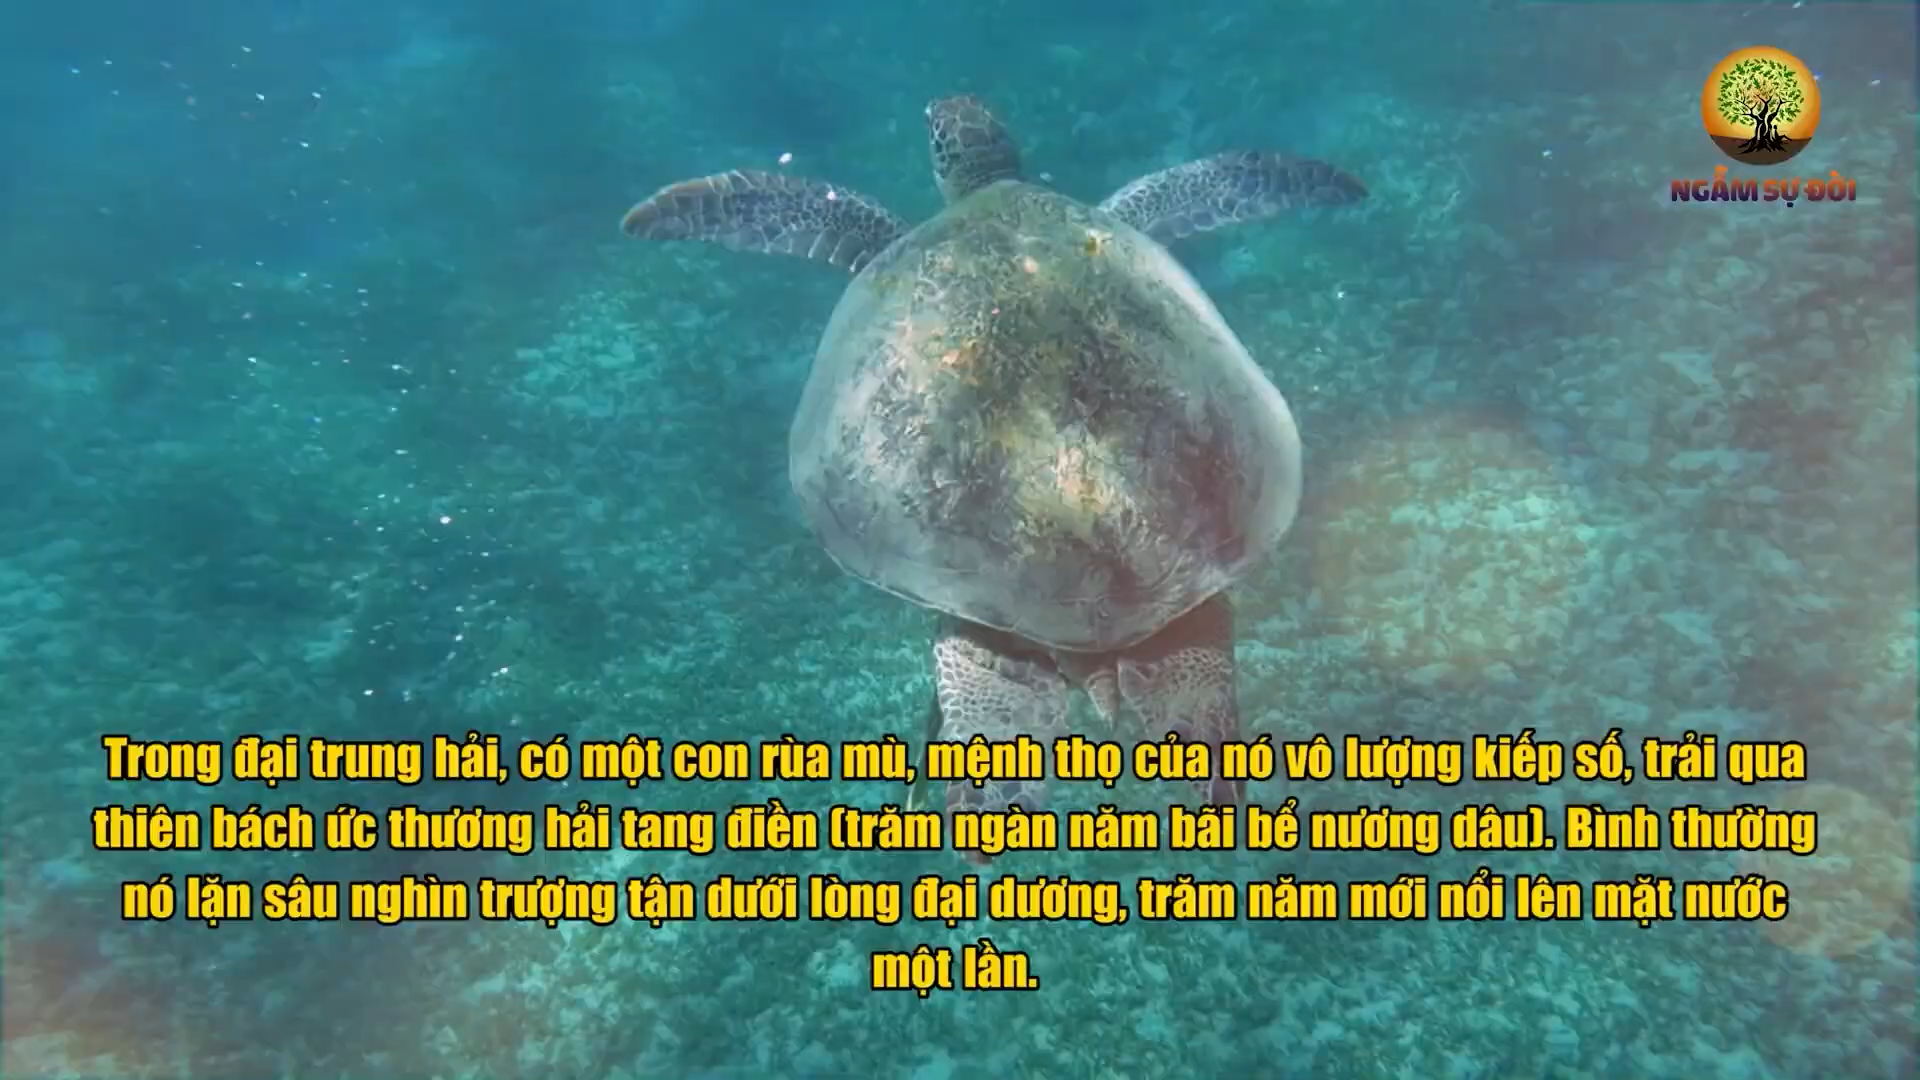 NGẪM SỰ ĐỜI
Trong đại trung hải, có một con rùa mù, mệnh thọ của nó vô lượng kiếp số, trải qua
thiên bách ức thương hải tang điền (trăm ngàn năm bãi bể nương dâu). Bình thường
nó lặn sâu nghìn trượng tận dưới lòng đại dương, trăm năm mới nổi lên mặt nước
một lần.